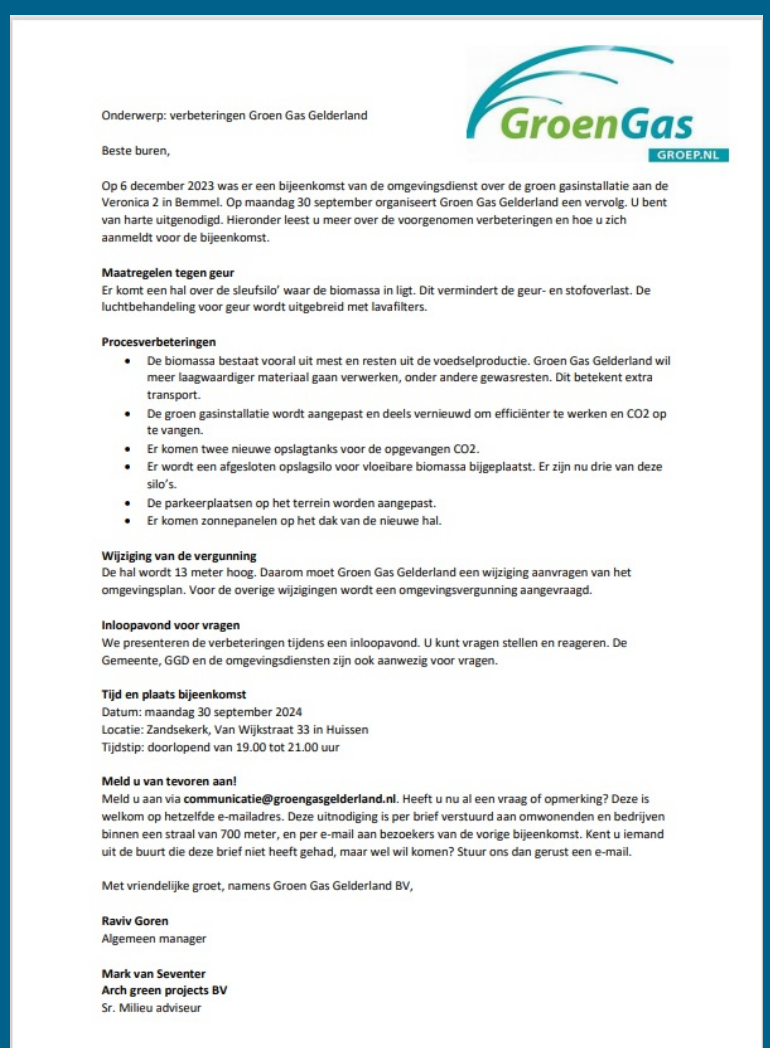 GroenGas
GROEP.NL
Onderwerp: verbeteringen Groen Gas Gelderland
Beste buren,
Op 6 december 2023 was er een bijeenkomst van de omgevingsdienst over de groen gasinstallatie aan de
Veronica 2 in Bemmel. Op maandag 30 september organiseert Groen Gas Gelderland een vervolg. U bent
van harte uitgenodigd. Hieronder leest u meer over de voorgenomen verbeteringen en hoe u zich
aanmeldt voor de bijeenkomst.
Maatregelen tegen geur
Er komt een hal over de sleufsilo’ waar de biomassa in ligt. Dit vermindert de geur- en stofoverlast. De
luchtbehandeling voor geur wordt uitgebreid met lavafilters.
Procesverbeteringen
• De biomassa bestaat vooral uit mest en resten uit de voedselproductie. Groen Gas Gelderland wil
meer laagwaardiger materiaal gaan verwerken, onder andere gewasresten. Dit betekent extra
transport.
• De groen gasinstallatie wordt aangepast en deels vernieuwd om efficiënter te werken en CO2 op
te vangen.
• Er komen twee nieuwe opslagtanks voor de opgevangen CO2.
• Er wordt een afgesloten opslagsilo voor vloeibare biomassa bijgeplaatst. Er zijn nu drie van deze
silo’s.
• De parkeerplaatsen op het terrein worden aangepast.
• Er komen zonnepanelen op het dak van de nieuwe hal.
Wijziging van de vergunning
De hal wordt 13 meter hoog. Daarom moet Groen Gas Gelderland een wijziging aanvragen van het
omgevingsplan. Voor de overige wijzigingen wordt een omgevingsvergunning aangevraagd.
Inloopavond voor vragen
We presenteren de verbeteringen tijdens een inloopavond. U kunt vragen stellen en reageren. De
Gemeente, GGD en de omgevingsdiensten zijn ook aanwezig voor vragen.
Tijd en plaats bijeenkomst
Datum: maandag 30 september 2024
Locatie: Zandsekerk, Van Wijkstraat 33 in Huissen
Tijdstip: doorlopend van 19.00 tot 21.00 uur
Meld u van tevoren aan!
Meld u aan via communicatie@groengasgelderland.nl. Heeft u nu al een vraag of opmerking? Deze is
welkom op hetzelfde e-mailadres. Deze uitnodiging is per brief verstuurd aan omwonenden en bedrijven
binnen een straal van 700 meter, en per e-mail aan bezoekers van de vorige bijeenkomst. Kent u iemand
uit de buurt die deze brief niet heeft gehad, maar wel wil komen? Stuur ons dan gerust een e-mail.
Met vriendelijke groet, namens Groen Gas Gelderland BV,
Raviv Goren
Algemeen manager
Mark van Seventer
Arch green projects BV
Sr. Milieu adviseur